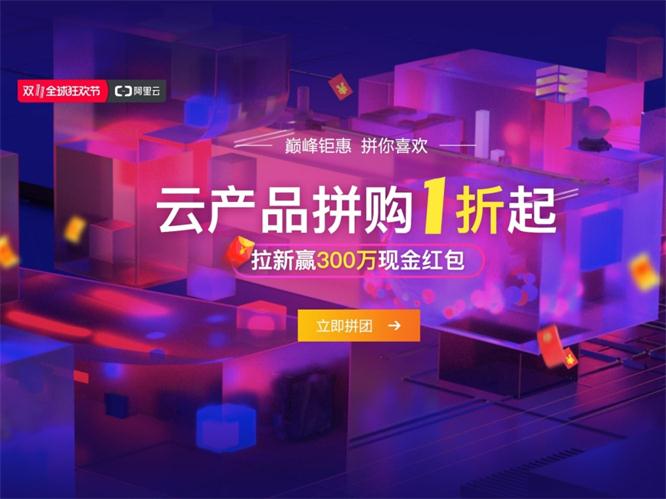 双11全球狂欢节 阿里云
巅峰钜惠 拼你喜欢
云产品拼购1折起
拉新赢300万现金红包
立即拼团 →